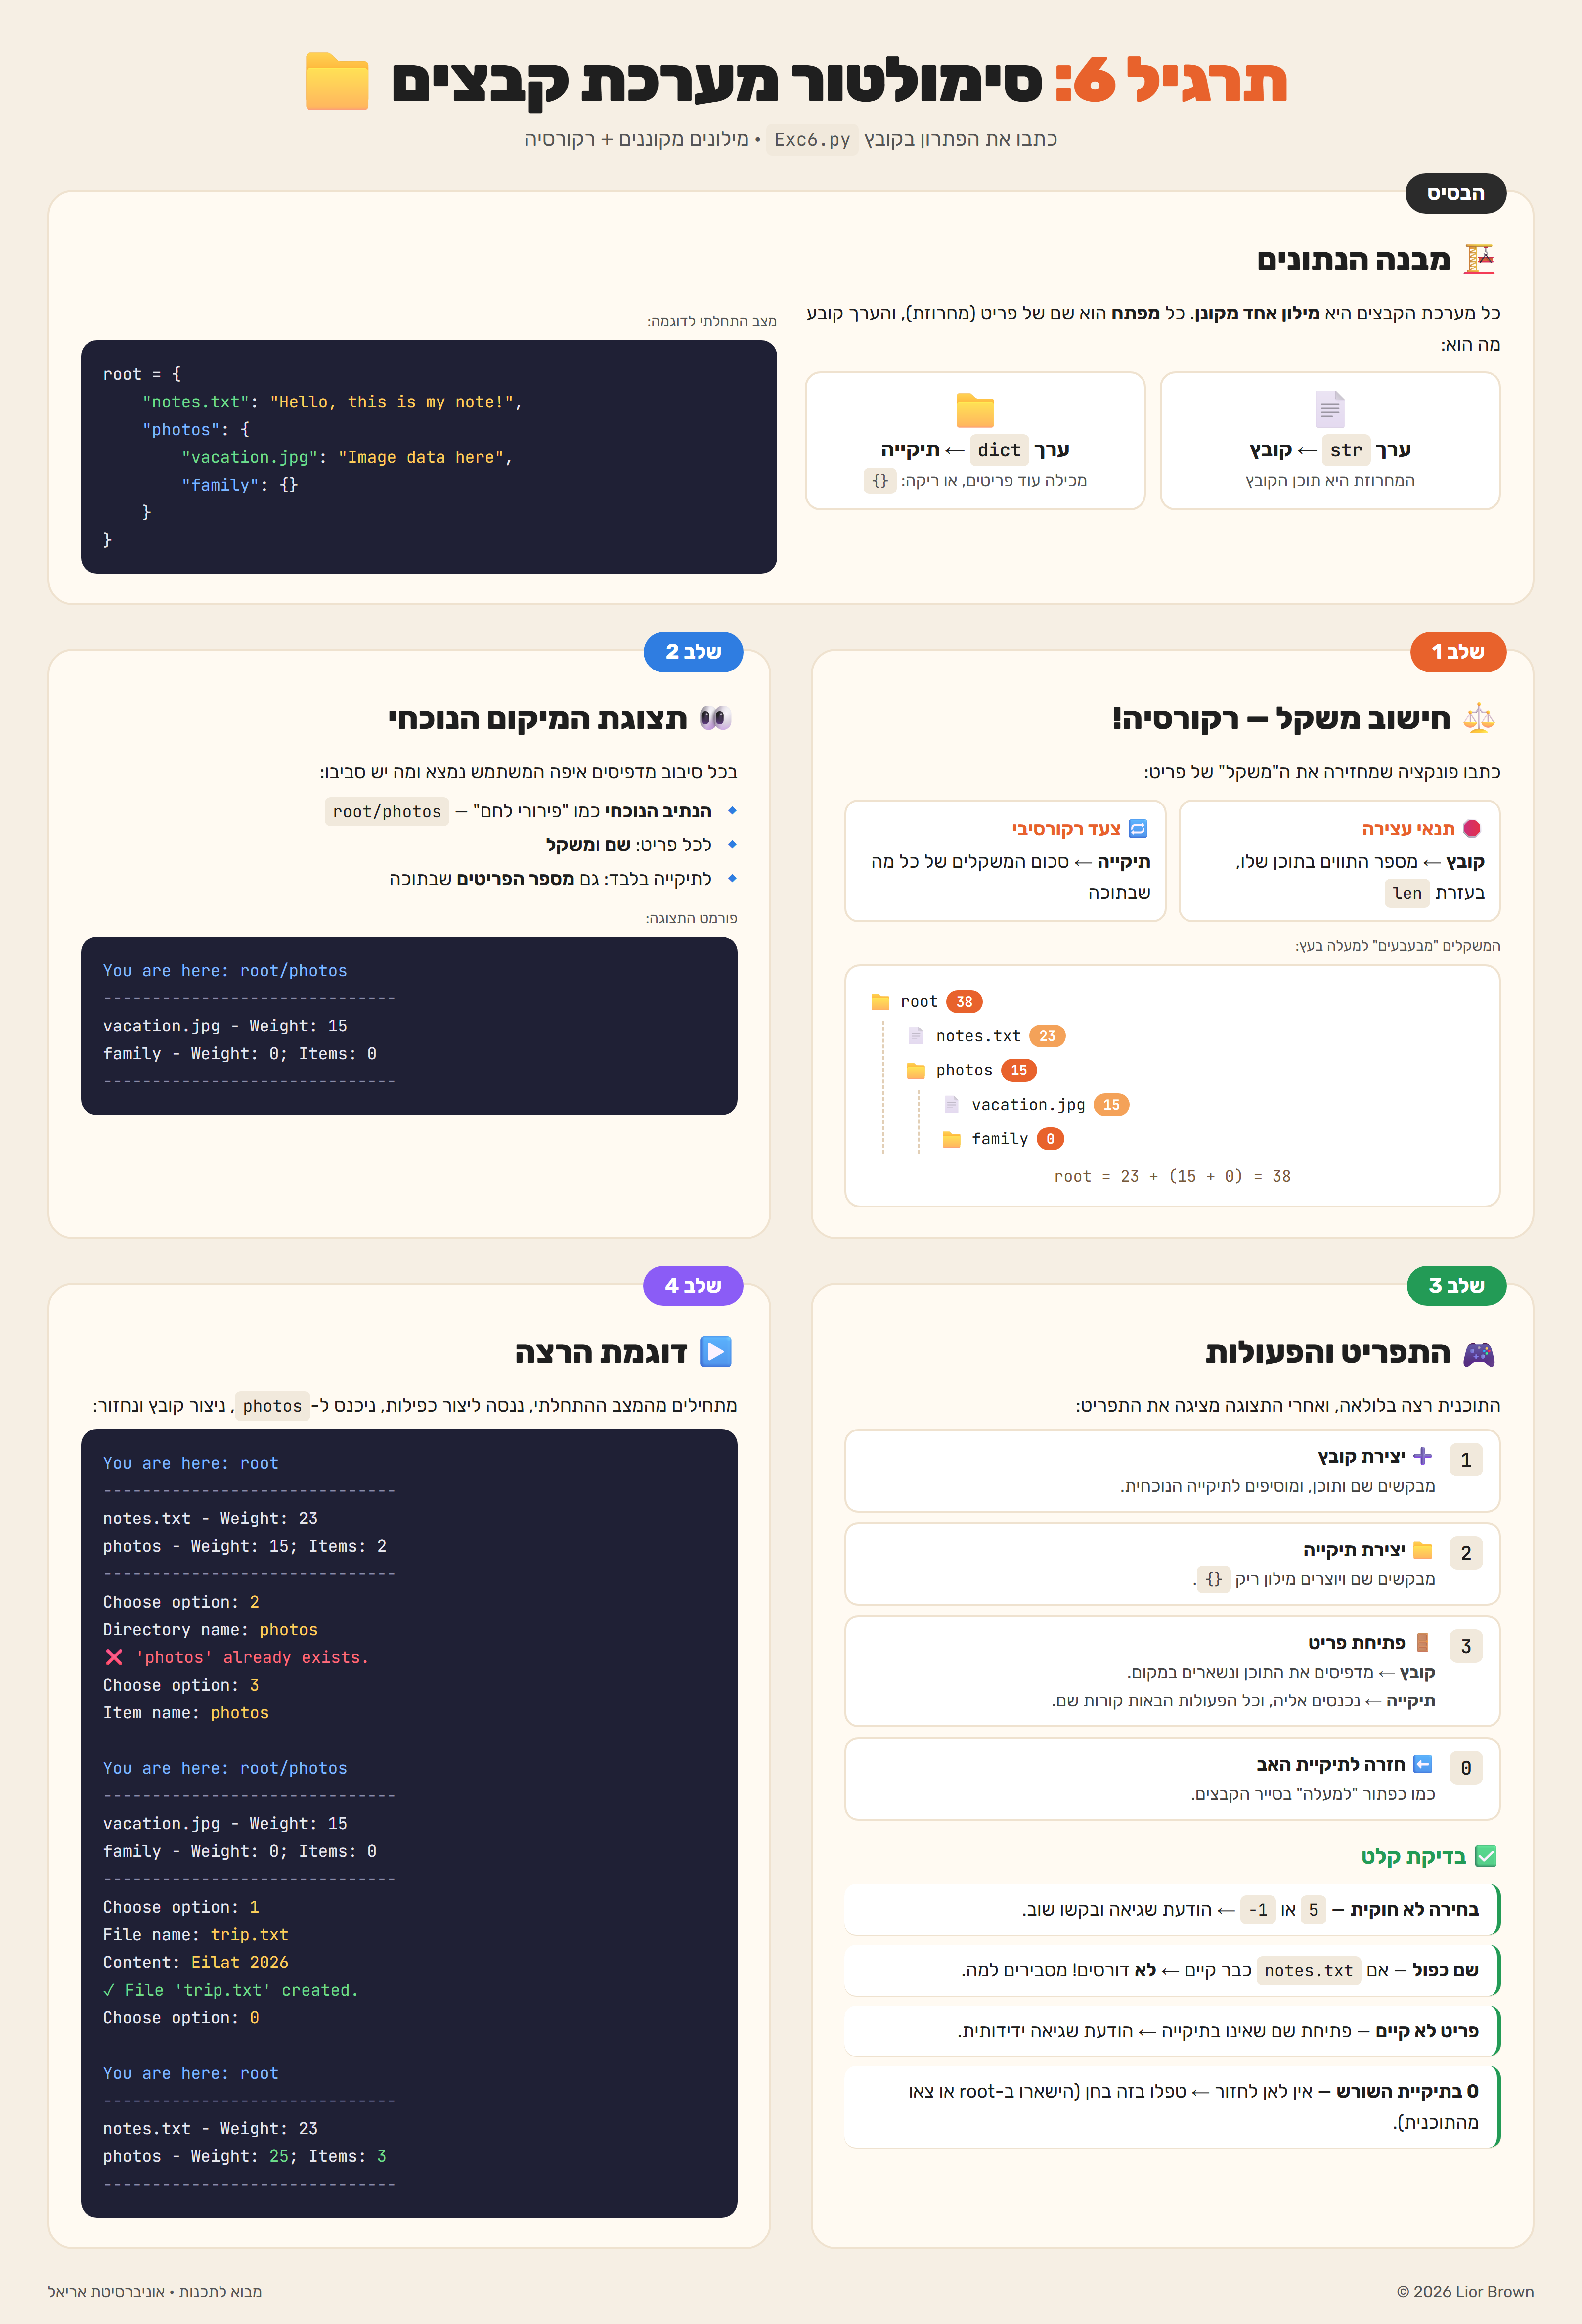 תרגיל 6: סימולטור מערכת קבצים 📁
כתבו את הפתרון בקובץ Exc6.py • מילונים מקוננים + רקורסיה
הבסיס
🏗️ מבנה הנתונים
כל מערכת הקבצים היא מילון אחד מקונן. כל מפתח הוא שם של פריט (מחרוזת), והערך קובע
מה הוא:
📄
ערך str ← קובץ
המחרוזת היא תוכן הקובץ
📁
ערך dict ← תיקייה
מכילה עוד פריטים, או ריקה: {}
מצב התחלתי לדוגמה:
root = {
    "notes.txt": "Hello, this is my note!",
    "photos": {
        "vacation.jpg": "Image data here",
        "family": {}
    }
}
שלב 1
⚖️ חישוב משקל – רקורסיה!
כתבו פונקציה שמחזירה את ה"משקל" של פריט:
🛑 תנאי עצירה
קובץ ← מספר התווים בתוכן שלו,
בעזרת len
🔁 צעד רקורסיבי
תיקייה ← סכום המשקלים של כל מה
שבתוכה
המשקלים "מבעבעים" למעלה בעץ:
📁 root 38
📄 notes.txt 23
📁 photos 15
📄 vacation.jpg 15
📁 family 0
root = 23 + (15 + 0) = 38
שלב 2
👀 תצוגת המיקום הנוכחי
בכל סיבוב מדפיסים איפה המשתמש נמצא ומה יש סביבו:
🔹 הנתיב הנוכחי כמו "פירורי לחם" – root/photos
🔹 לכל פריט: שם ומשקל
🔹 לתיקייה בלבד: גם מספר הפריטים שבתוכה
פורמט התצוגה:
You are here: root/photos
------------------------------
vacation.jpg - Weight: 15
family - Weight: 0; Items: 0
------------------------------
שלב 3
🎮 התפריט והפעולות
התוכנית רצה בלולאה, ואחרי התצוגה מציגה את התפריט:
1
➕ יצירת קובץ
מבקשים שם ותוכן, ומוסיפים לתיקייה הנוכחית.
2
📁 יצירת תיקייה
מבקשים שם ויוצרים מילון ריק {}.
3
🚪 פתיחת פריט
קובץ ← מדפיסים את התוכן ונשארים במקום.
תיקייה ← נכנסים אליה, וכל הפעולות הבאות קורות שם.
0
⬅️ חזרה לתיקיית האב
כמו כפתור "למעלה" בסייר הקבצים.
✅ בדיקת קלט
בחירה לא חוקית – 5 או -1 ← הודעת שגיאה ובקשו שוב.
שם כפול – אם notes.txt כבר קיים ← לא דורסים! מסבירים למה.
פריט לא קיים – פתיחת שם שאינו בתיקייה ← הודעת שגיאה ידידותית.
0 בתיקיית השורש – אין לאן לחזור ← טפלו בזה בחן (הישארו ב-root או צאו
מהתוכנית).
שלב 4
▶️ דוגמת הרצה
מתחילים מהמצב ההתחלתי, ננסה ליצור כפילות, ניכנס ל-photos, ניצור קובץ ונחזור:
You are here: root
------------------------------
notes.txt - Weight: 23
photos - Weight: 15; Items: 2
------------------------------
Choose option: 2
Directory name: photos
❌ 'photos' already exists.
Choose option: 3
Item name: photos
You are here: root/photos
------------------------------
vacation.jpg - Weight: 15
family - Weight: 0; Items: 0
------------------------------
Choose option: 1
File name: trip.txt
Content: Eilat 2026
✓ File 'trip.txt' created.
Choose option: 0
You are here: root
------------------------------
notes.txt - Weight: 23
photos - Weight: 25; Items: 3
------------------------------
© 2026 Lior Brown
מבוא לתכנות • אוניברסיטת אריאל